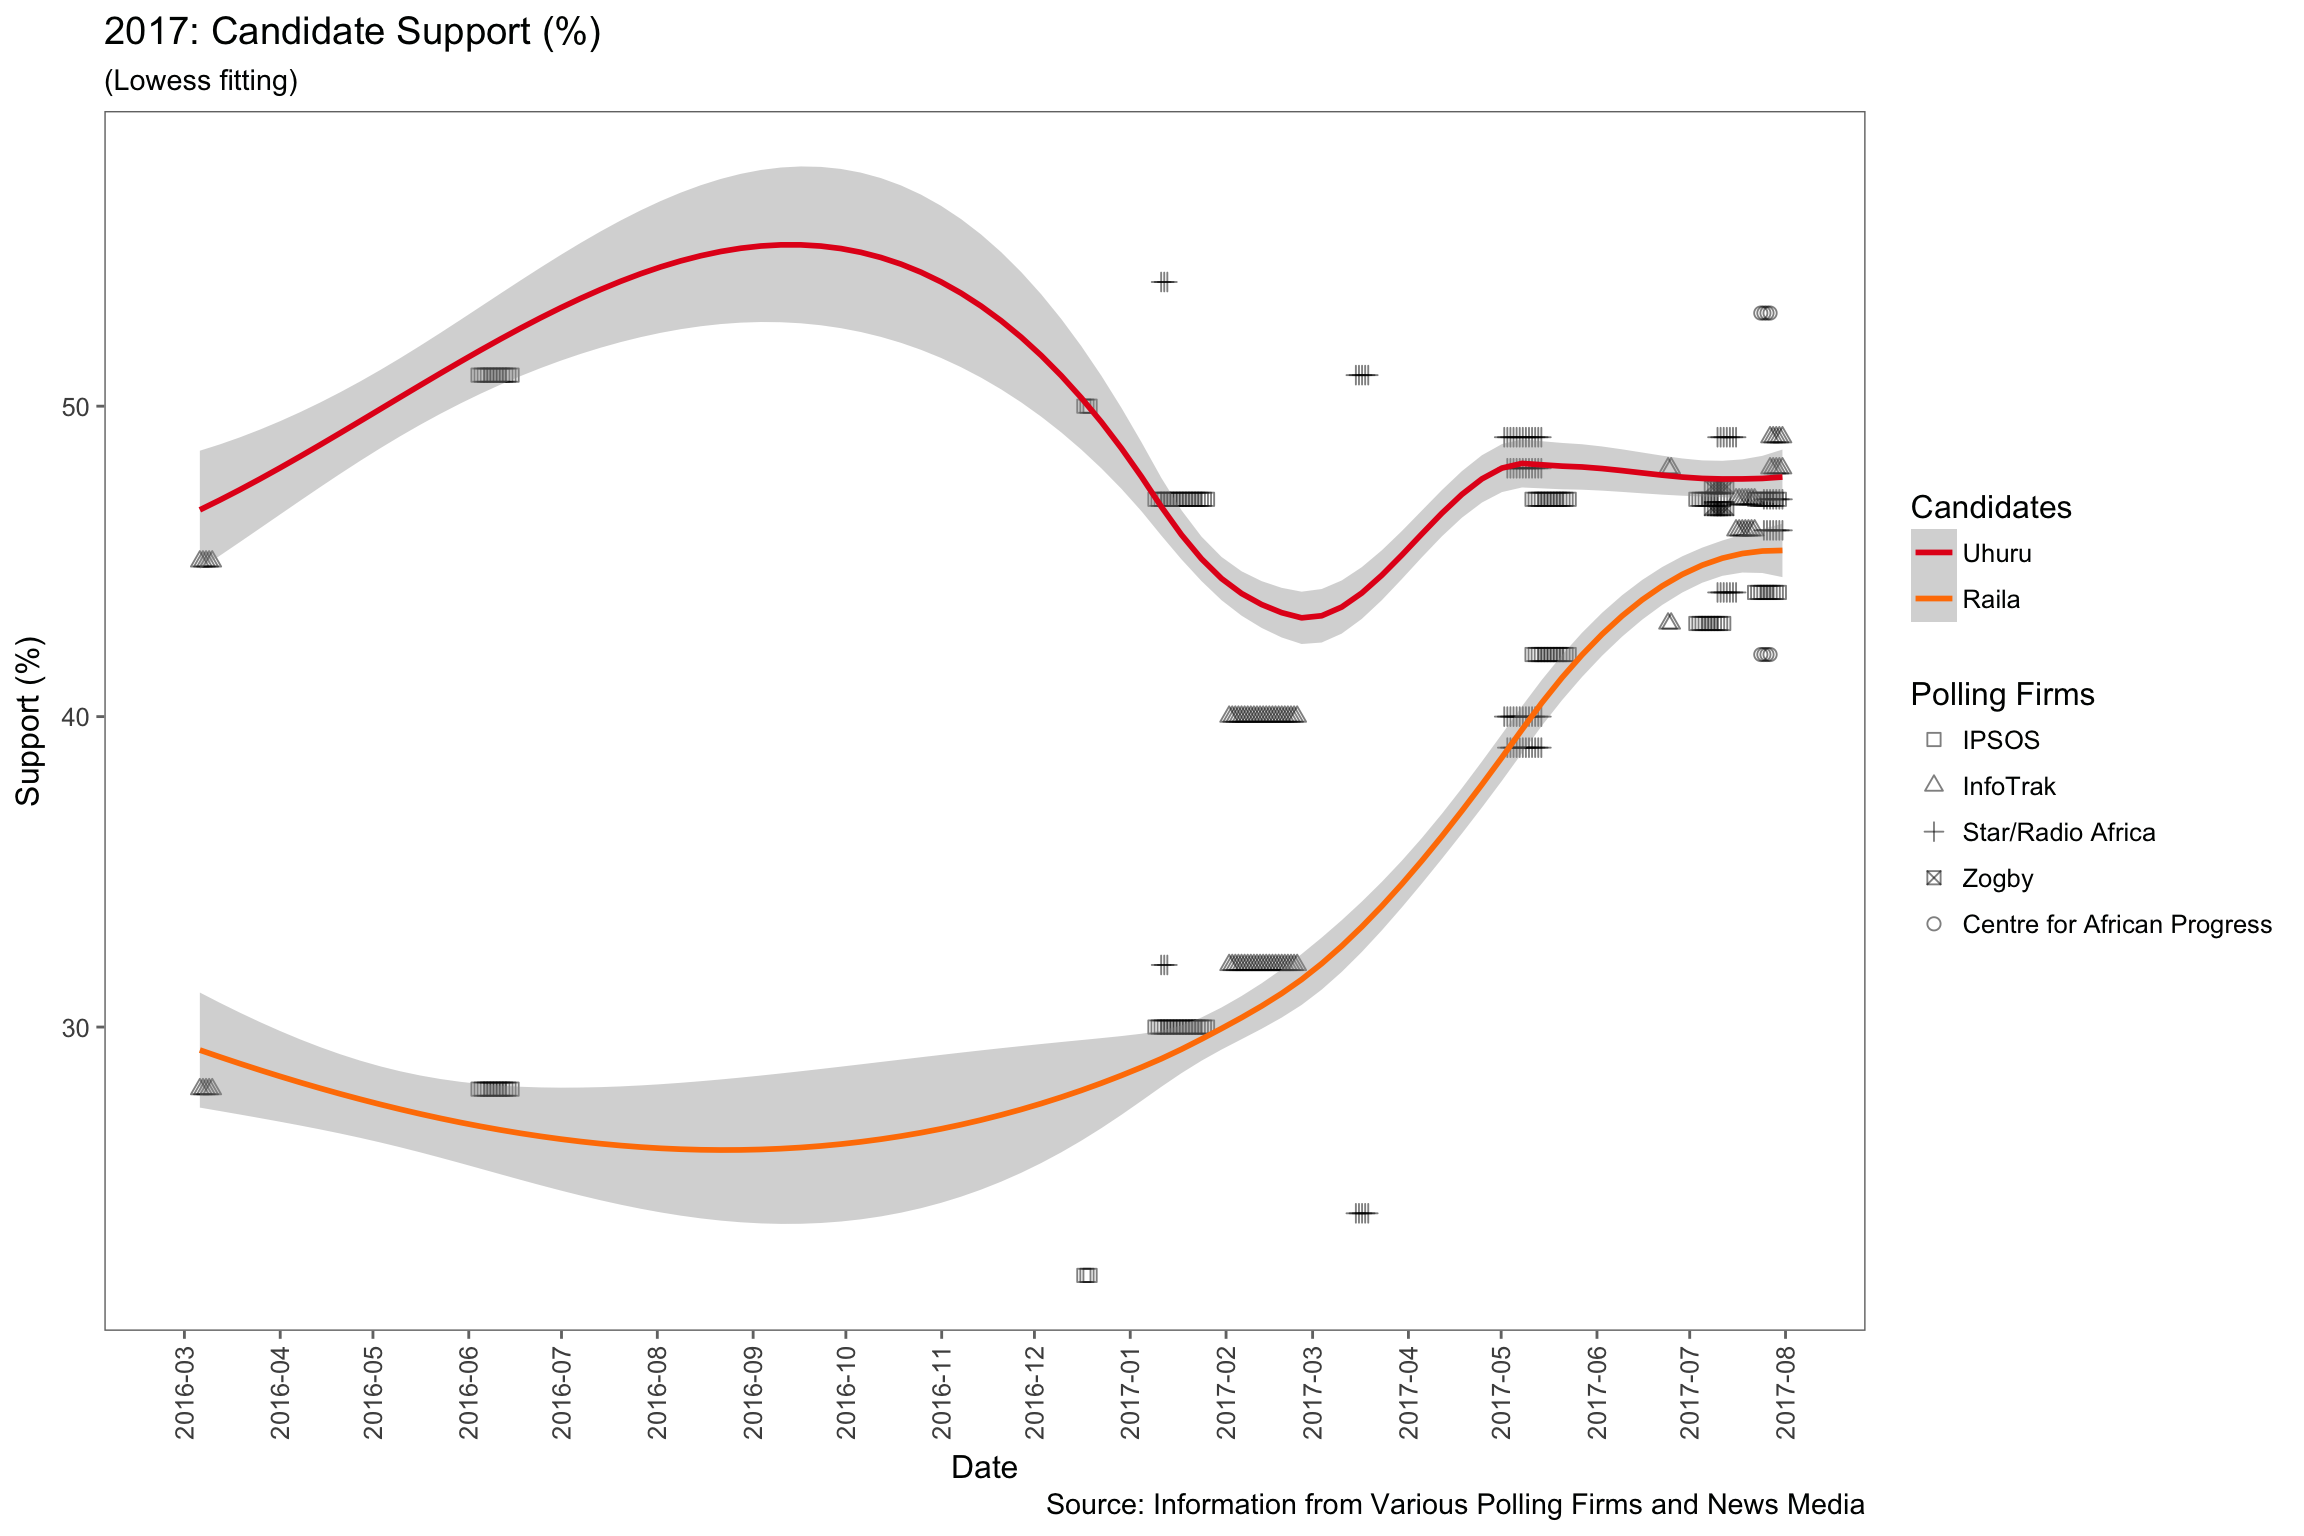 2017: Candidate Support (%)
(Lowess fitting)
Support (%)
50
40
30
2016-03
2016-04
2016-05
2016-06
2016-07
2016-08
2016-09
2016-10
2016-11
2016-12
2017-01
2017-02
2017-03
2017-04
2017-05
2017-06
2017-07
2017-08
Date
Source: Information from Various Polling Firms and News Media
Candidates
Uhuru
Raila
Polling Firms
IPSOS
InfoTrak
Star/Radio Africa
Zogby
Centre for African Progress